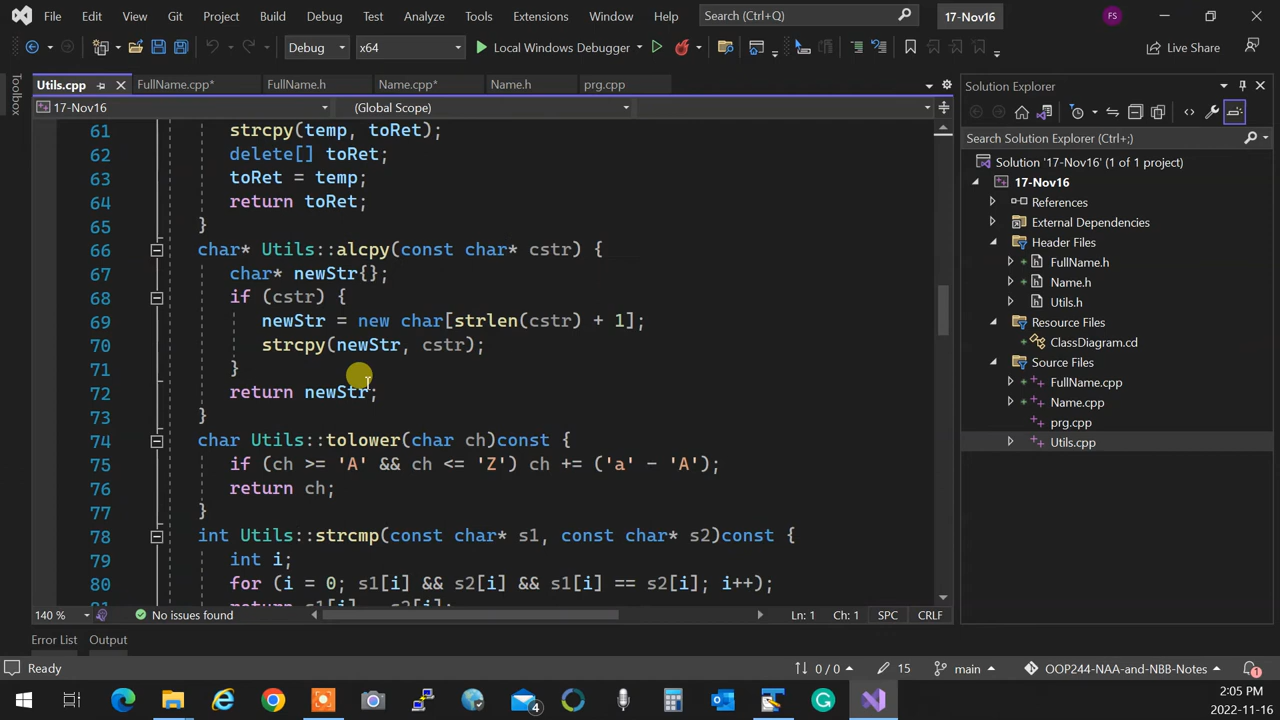 File Edit View Git Project Build Debug Test Analyze Tools Extensions Window Help Search (Ctrl+Q) 17-Nov16 FS
Debug x64 Local Windows Debugger Live Share
Toolbox
Utils.cpp FullName.cpp* FullName.h Name.cpp* Name.h prg.cpp
17-Nov16 (Global Scope)
61 strcpy(temp, toRet);
62 delete[] toRet;
63 toRet = temp;
64 return toRet;
65 }
66 char* Utils::alcpy(const char* cstr) {
67 char* newStr{};
68 if (cstr) {
69 newStr = new char[strlen(cstr) + 1];
70 strcpy(newStr, cstr);
71 }
72 return newStr;
73 }
74 char Utils::tolower(char ch)const {
75 if (ch >= 'A' && ch <= 'Z') ch += ('a' - 'A');
76 return ch;
77 }
78 int Utils::strcmp(const char* s1, const char* s2)const {
79 int i;
80 for (i = 0; s1[i] && s2[i] && s1[i] == s2[i]; i++);
81 return s1[i] - s2[i];
140 % No issues found Ln: 1 Ch: 1 SPC CRLF
Solution Explorer
Search Solution Explorer (Ctrl+;)
Solution '17-Nov16' (1 of 1 project)
17-Nov16
References
External Dependencies
Header Files
FullName.h
Name.h
Utils.h
Resource Files
ClassDiagram.cd
Source Files
FullName.cpp
Name.cpp
prg.cpp
Utils.cpp
Error List Output
Ready 0 / 0 15 main OOP244-NAA-and-NBB-Notes 1
4
2:05 PM
2022-11-16